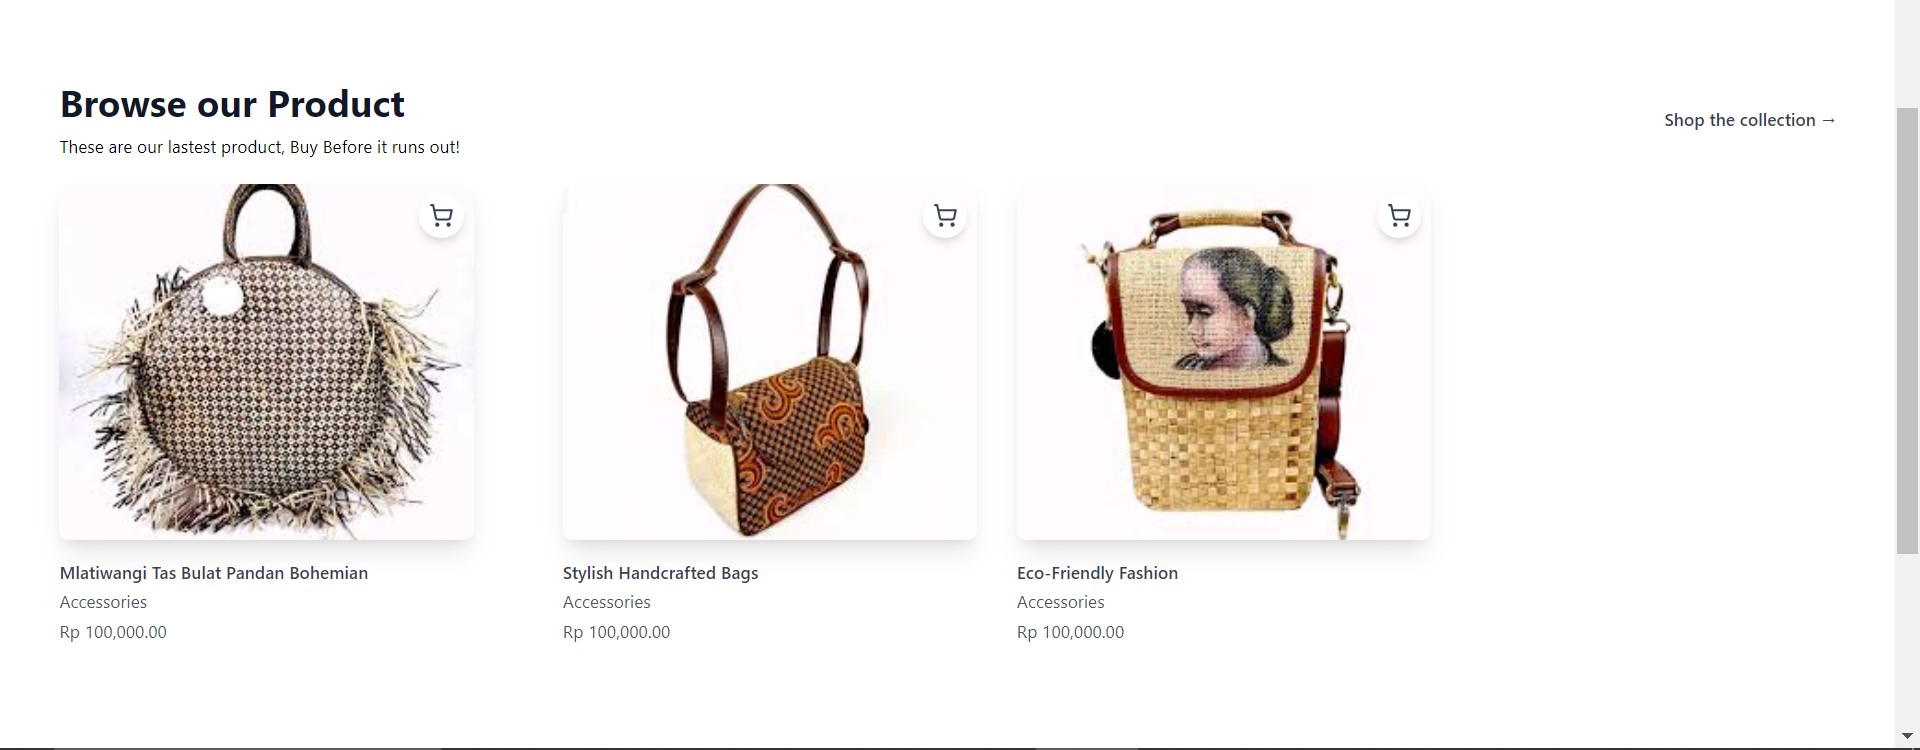 Browse our Product
Shop the collection →
These are our lastest product, Buy Before it runs out!
Mlatiwangi Tas Bulat Pandan Bohemian
Accessories
Rp 100,000.00
Stylish Handcrafted Bags
Accessories
Rp 100,000.00
Eco-Friendly Fashion
Accessories
Rp 100,000.00